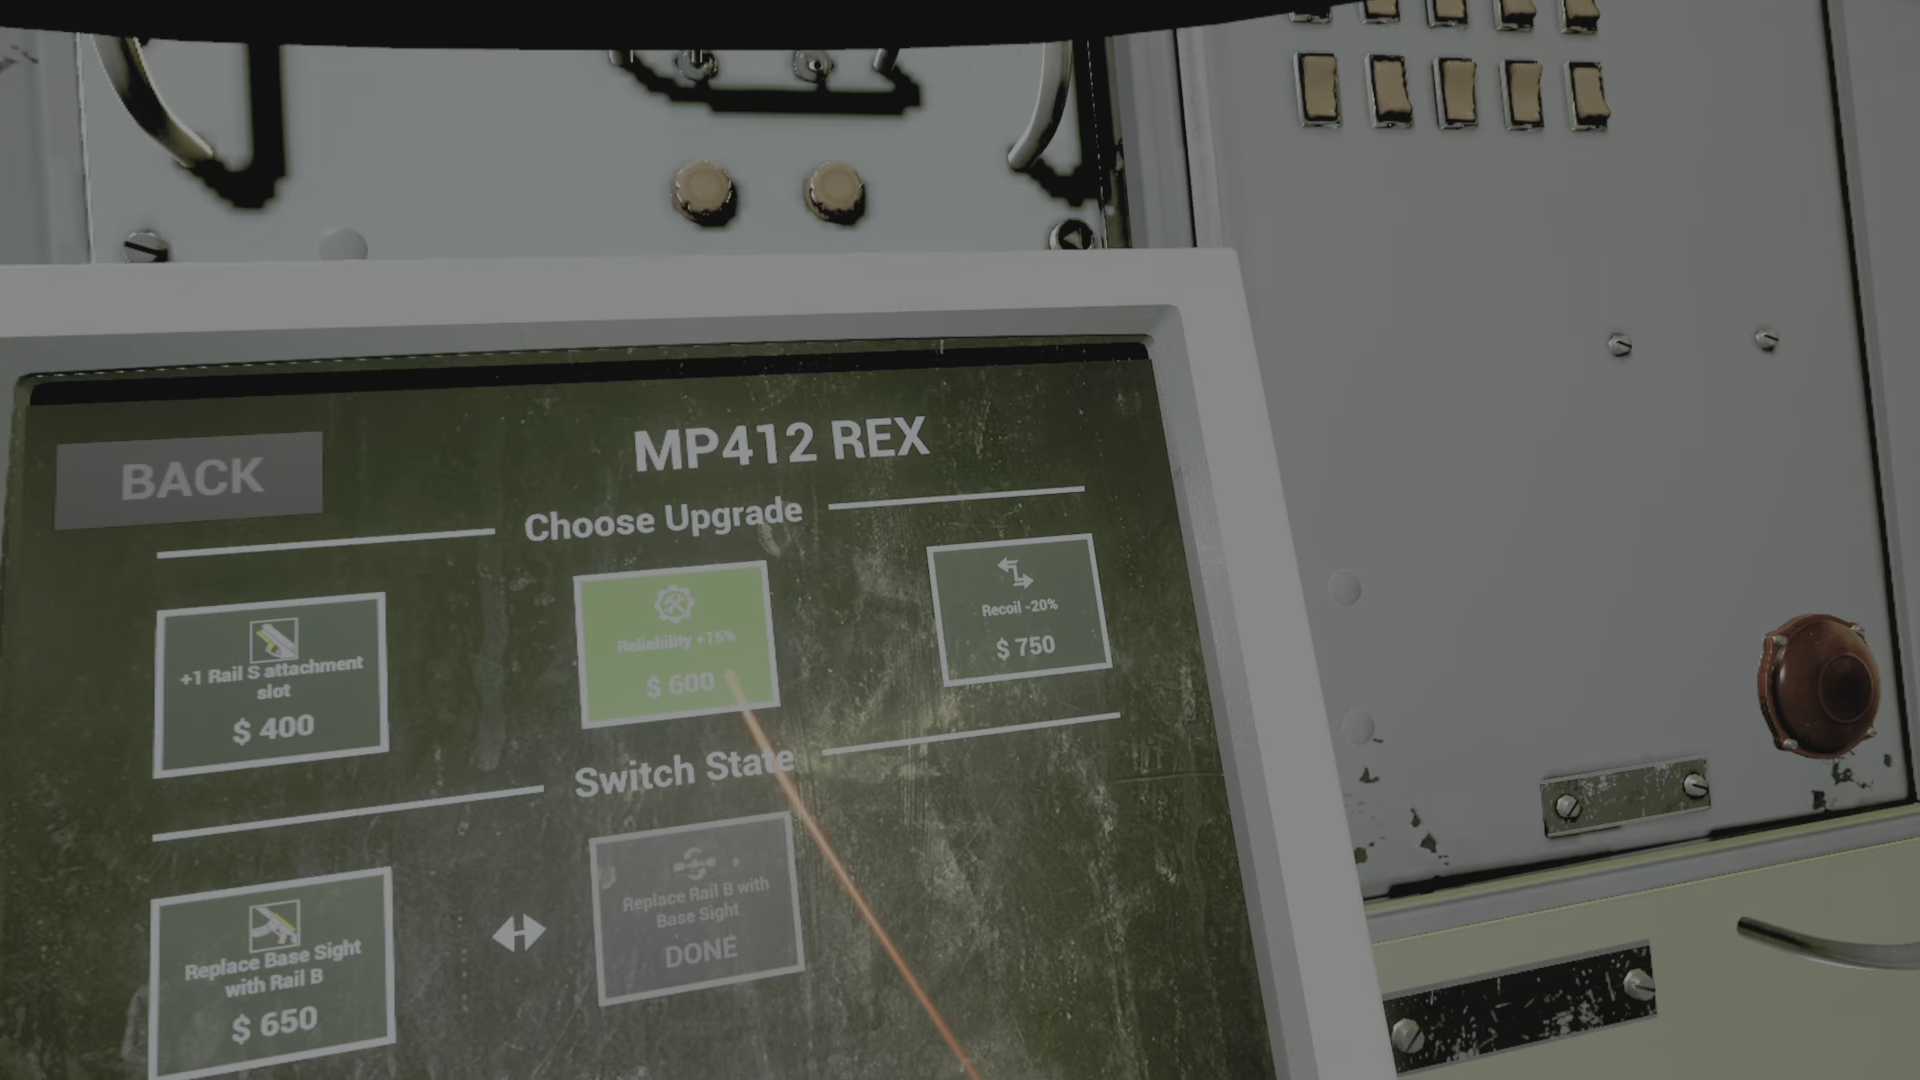 BACK
MP412 REX
Choose Upgrade
+1 Rail S attachment
slot
$ 400
Reliability +15%
$ 600
Recoil -20%
$ 750
Switch State
Replace Base Sight
with Rail B
$ 650
Replace Rail B with
Base Sight
DONE